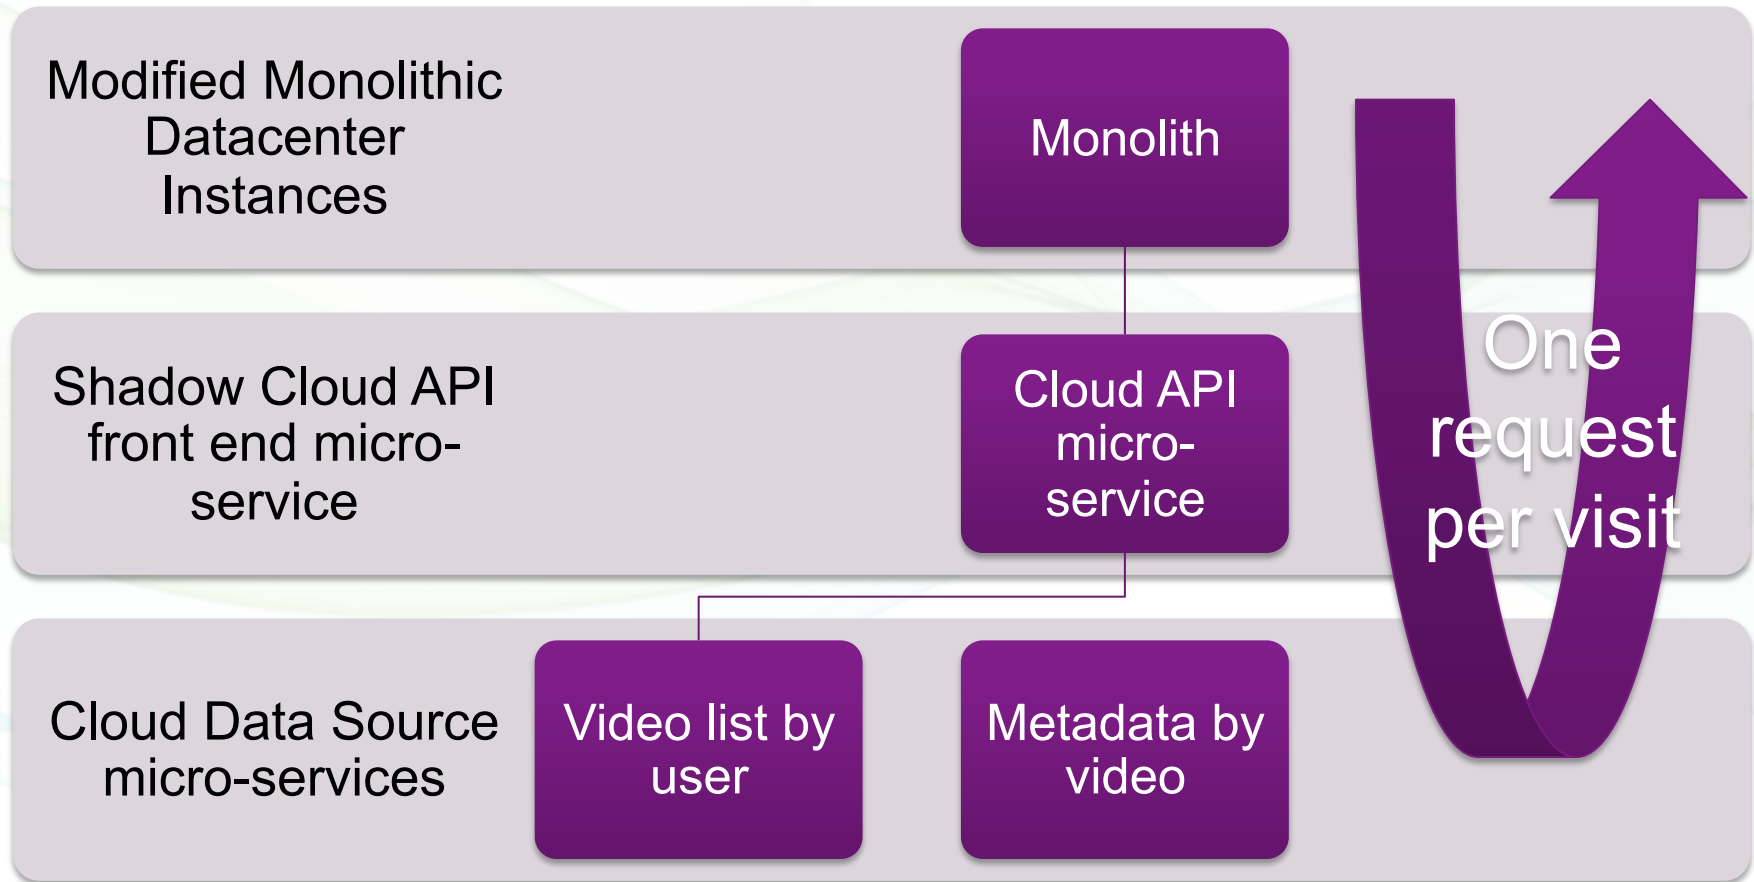 Modified Monolithic
Datacenter
Instances
Monolith
Shadow Cloud API
front end micro-
service
Cloud API
micro-
service
One
request
per visit
Cloud Data Source
micro-services
Video list by
user
Metadata by
video